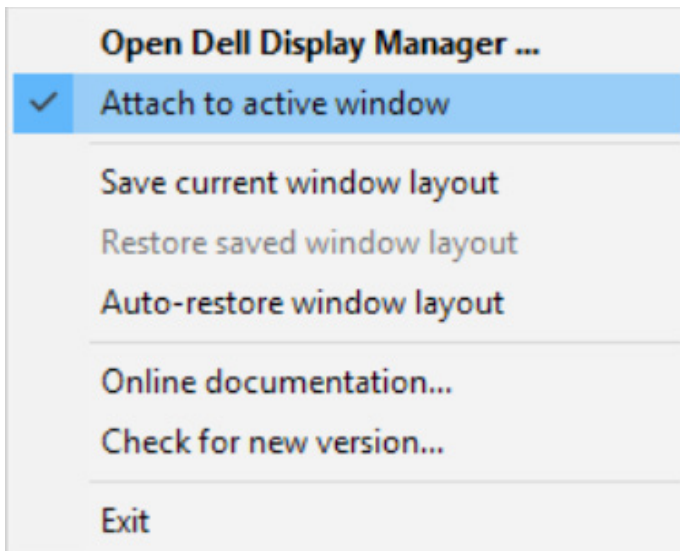 Open Dell Display Manager ...
Attach to active window
Save current window layout
Restore saved window layout
Auto-restore window layout
Online documentation...
Check for new version...
Exit